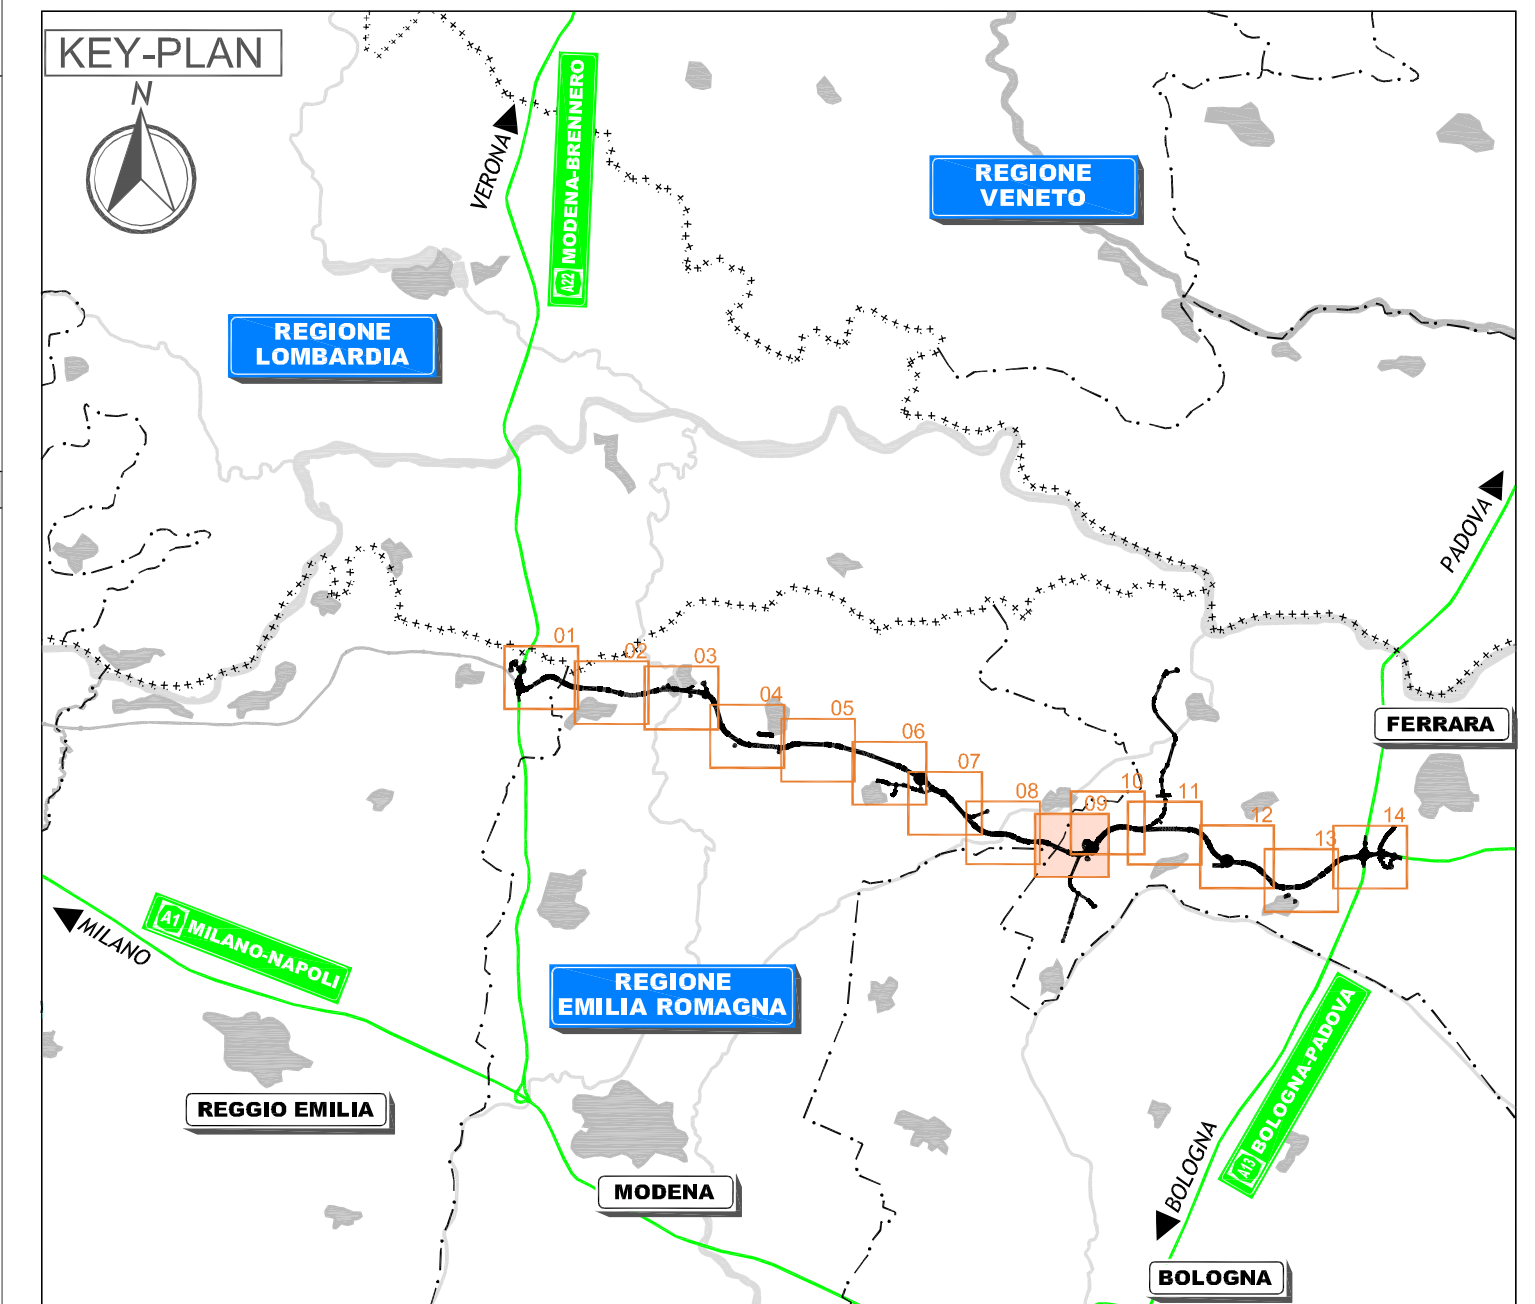 KEY-PLAN
N
VERONA
A22 MODENA-BRENNERO
REGIONE
VENETO
REGIONE
LOMBARDIA
PADOVA
01
02
03
04
05
06
07
08
09
10
11
12
13
14
FERRARA
A1 MILANO-NAPOLI
MILANO
REGIONE
EMILIA ROMAGNA
A13 BOLOGNA-PADOVA
REGGIO EMILIA
MODENA
BOLOGNA
BOLOGNA